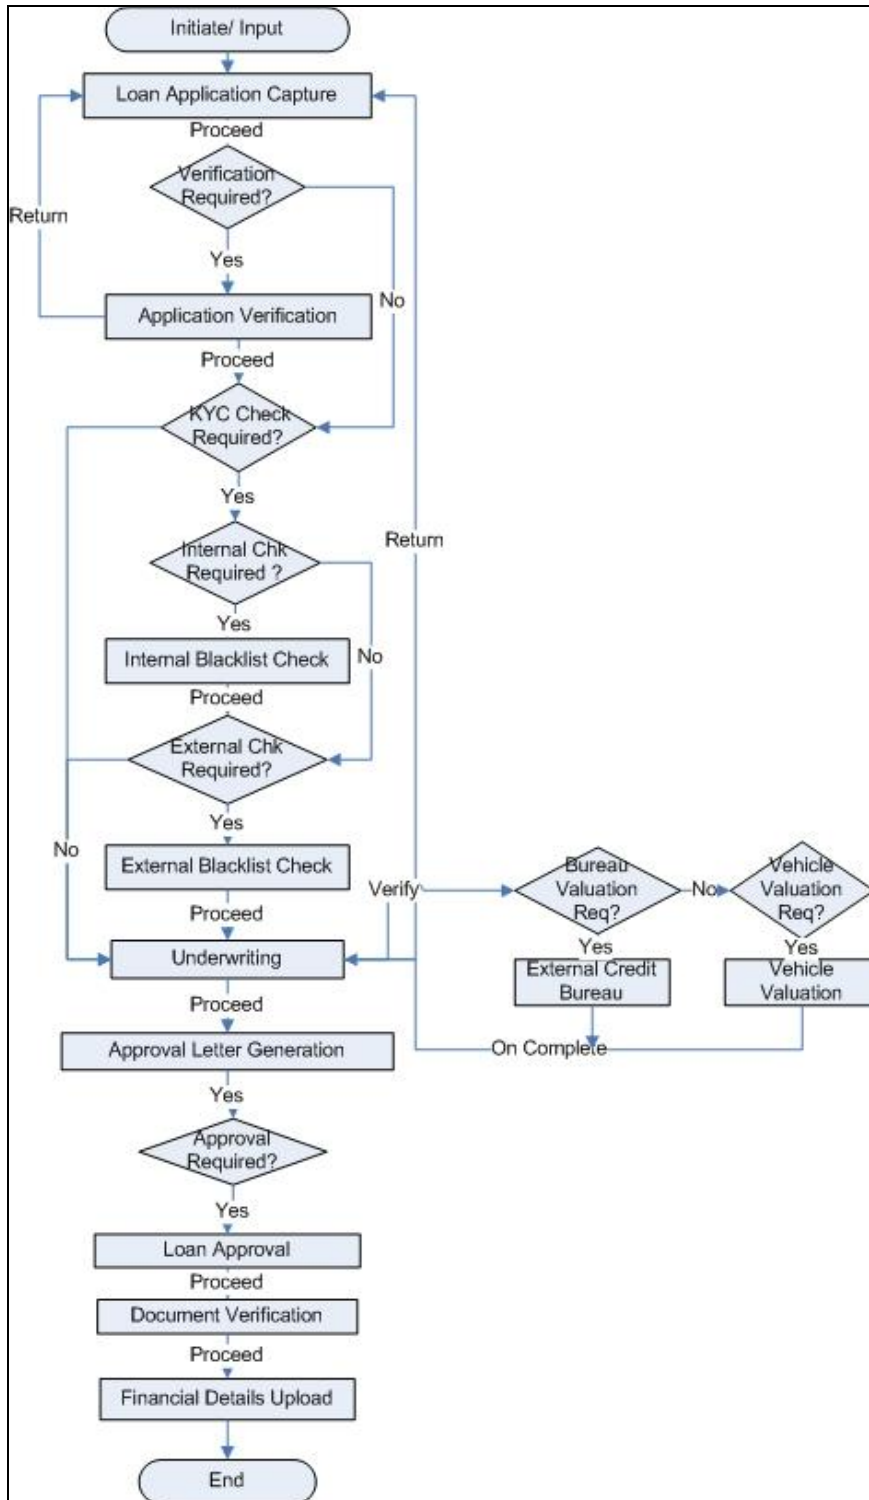 Initiate/ Input
Loan Application Capture
Proceed
Verification
Required?
Return
Yes
No
Application Verification
Proceed
KYC Check
Required?
Yes
Return
Internal Chk
Required ?
Yes
No
Internal Blacklist Check
Proceed
External Chk
Required?
Yes
No
External Blacklist Check
Verify
Bureau
Valuation
Req?
No
Vehicle
Valuation
Req?
Proceed
Yes
Yes
Underwriting
External Credit
Bureau
Vehicle
Valuation
Proceed
Approval Letter Generation
On Complete
Yes
Approval
Required?
Yes
Loan Approval
Proceed
Document Verification
Proceed
Financial Details Upload
End